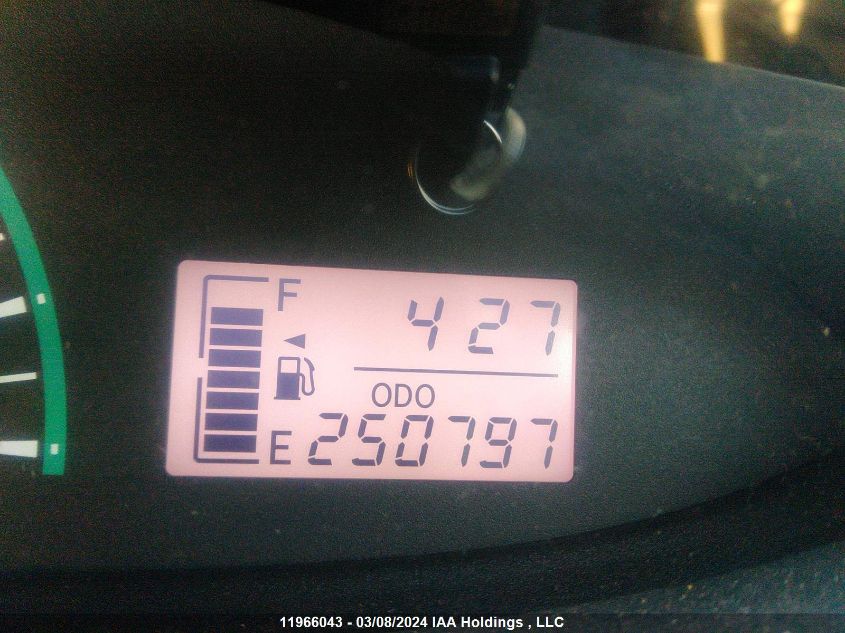 F 427
ODO
E 250797
11966043 - 03/08/2024 IAA Holdings , LLC